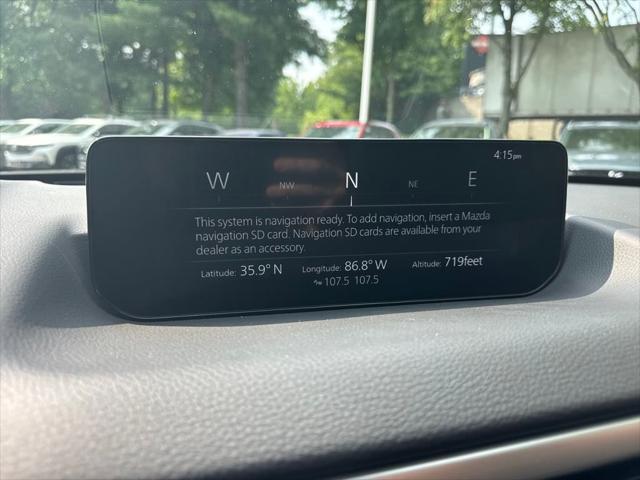 4:15pm
W NW N NE E
This system is navigation ready. To add navigation, insert a Mazda
navigation SD card. Navigation SD cards are available from your
dealer as an accessory.
Latitude: 35.9° N Longitude: 86.8° W Altitude: 719feet
107.5 107.5